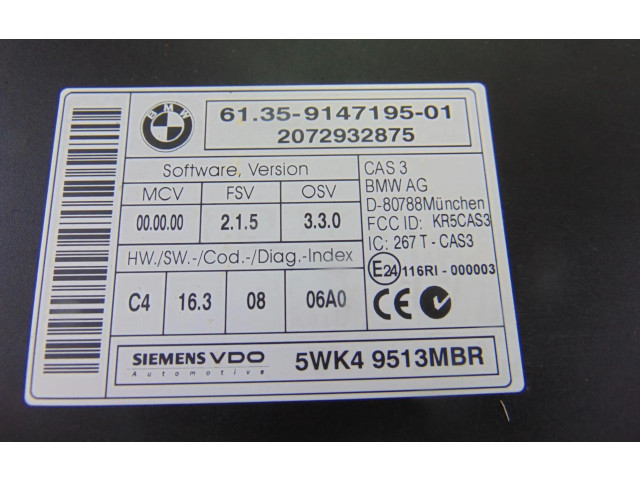 BMW
61.35-9147195-01
2072932875
Software, Version
MCV FSV OSV
00.00.00 2.1.5 3.3.0
HW./SW.-/Cod.-/Diag.-Index
C4 16.3 08 06A0
CAS 3
BMW AG
D-80788München
FCC ID: KR5CAS3
IC: 267 T - CAS3
E24 116RI - 000003
CE
SIEMENS VDO
Automotive
5WK4 9513MBR